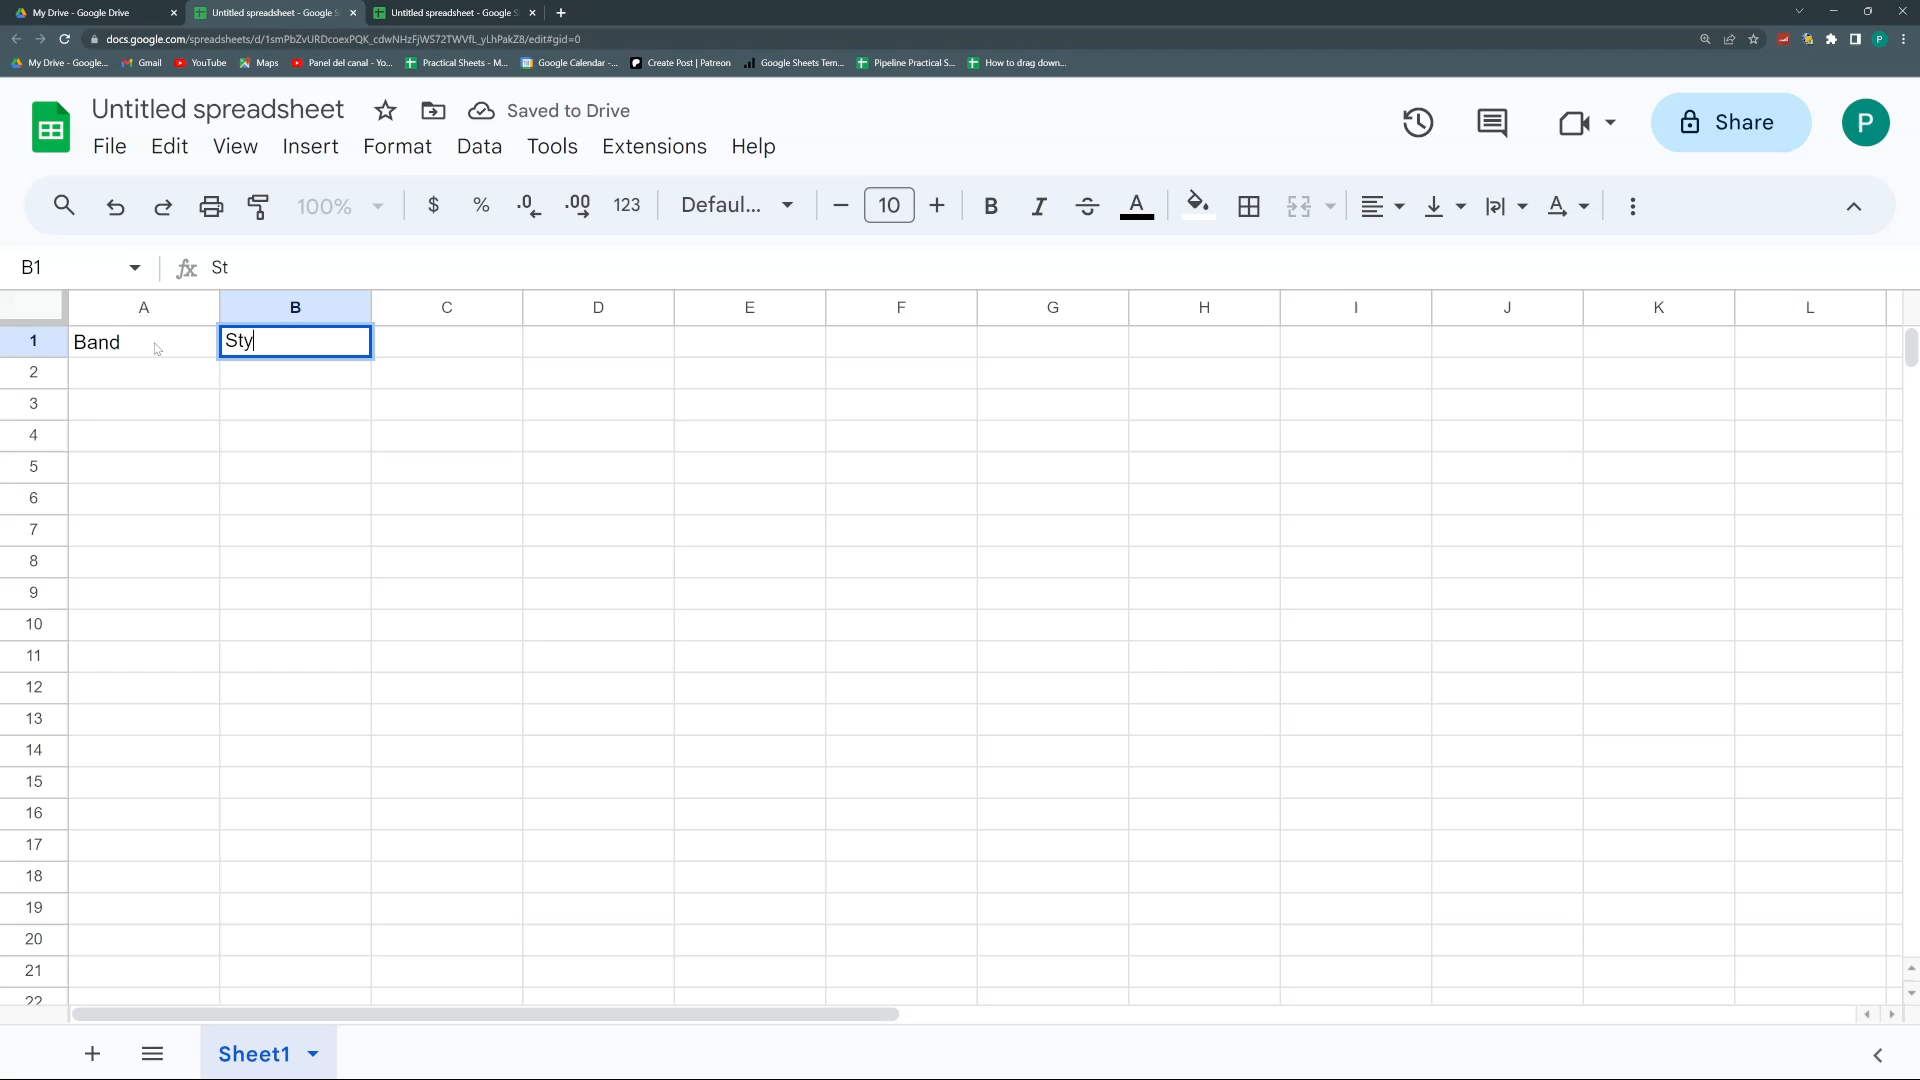 My Drive - Google Drive
Untitled spreadsheet - Google S
Untitled spreadsheet - Google S
docs.google.com/spreadsheets/d/1smPbZvURDcoexPQK_cdwNHzFjWS72TWVfL_yLhPakZ8/edit#gid=0
My Drive - Google...
Gmail
YouTube
Maps
Panel del canal - Yo...
Practical Sheets - M...
Google Calendar -...
Create Post | Patreon
Google Sheets Tem...
Pipeline Practical S...
How to drag down...
P
Untitled spreadsheet
Saved to Drive
Share
P
File Edit View Insert Format Data Tools Extensions Help
100% $ % .0 .00 123 Defaul... 10 B I A
B1 fx St
A B C D E F G H I J K L
1 Band Sty
2
3
4
5
6
7
8
9
10
11
12
13
14
15
16
17
18
19
20
21
22
Sheet1